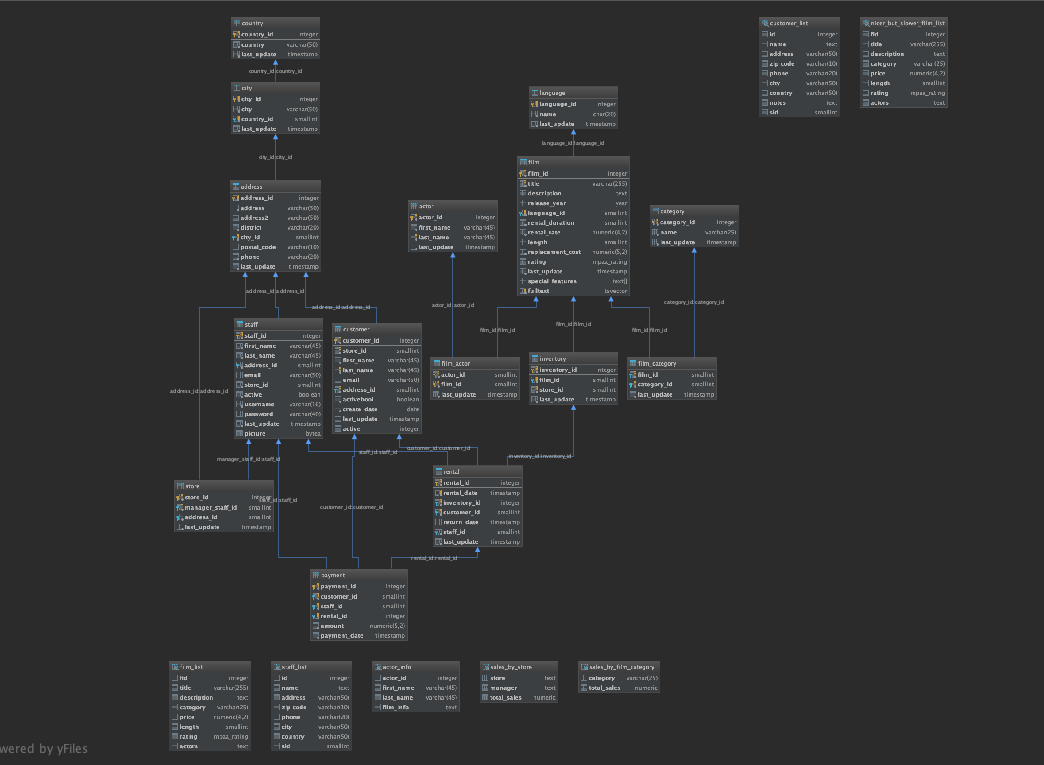 country
country_id integer
country varchar(50)
last_update timestamp
country_id:country_id
city
city_id integer
city varchar(50)
country_id smallint
last_update timestamp
city_id:city_id
address
address_id integer
address varchar(50)
address2 varchar(50)
district varchar(20)
city_id smallint
postal_code varchar(10)
phone varchar(20)
last_update timestamp
customer_list
id integer
name text
address varchar(50)
zip code varchar(10)
phone varchar(20)
city varchar(50)
country varchar(50)
notes text
sid smallint
nicer_but_slower_film_list
fid integer
title varchar(255)
description text
category varchar(25)
price numeric(4,2)
length smallint
rating mpaa_rating
actors text
language
language_id integer
name char(20)
last_update timestamp
language_id:language_id
film
film_id integer
title varchar(255)
description text
release_year year
language_id smallint
rental_duration smallint
rental_rate numeric(4,2)
length smallint
replacement_cost numeric(5,2)
rating mpaa_rating
last_update timestamp
special_features text[]
fulltext tsvector
actor
actor_id integer
first_name varchar(45)
last_name varchar(45)
last_update timestamp
category
category_id integer
name varchar(25)
last_update timestamp
address_id:address_id
address_id:address_id
actor_id:actor_id
category_id:category_id
film_id:film_id
film_id:film_id
film_id:film_id
staff
staff_id integer
first_name varchar(45)
last_name varchar(45)
address_id smallint
email varchar(50)
store_id smallint
active boolean
username varchar(16)
password varchar(40)
last_update timestamp
picture bytea
customer
customer_id integer
store_id smallint
first_name varchar(45)
last_name varchar(45)
email varchar(50)
address_id smallint
activebool boolean
create_date date
last_update timestamp
active integer
film_actor
actor_id smallint
film_id smallint
last_update timestamp
inventory
inventory_id integer
film_id smallint
store_id smallint
last_update timestamp
film_category
film_id smallint
category_id smallint
last_update timestamp
address_id:address_id
manager_staff_id:staff_id
staff_id:staff_id
customer_id:customer_id
inventory_id:inventory_id
store
store_id integer
manager_staff_id smallint
address_id smallint
last_update timestamp
staff_id:staff_id
customer_id:customer_id
rental
rental_id integer
rental_date timestamp
inventory_id integer
customer_id smallint
return_date timestamp
staff_id smallint
last_update timestamp
rental_id:rental_id
payment
payment_id integer
customer_id smallint
staff_id smallint
rental_id integer
amount numeric(5,2)
payment_date timestamp
film_list
fid integer
title varchar(255)
description text
category varchar(25)
price numeric(4,2)
length smallint
rating mpaa_rating
actors text
staff_list
id integer
name text
address varchar(50)
zip code varchar(10)
phone varchar(20)
city varchar(50)
country varchar(50)
sid smallint
actor_info
actor_id integer
first_name varchar(45)
last_name varchar(45)
film_info text
sales_by_store
store text
manager text
total_sales numeric
sales_by_film_category
category varchar(25)
total_sales numeric
wered by yFiles